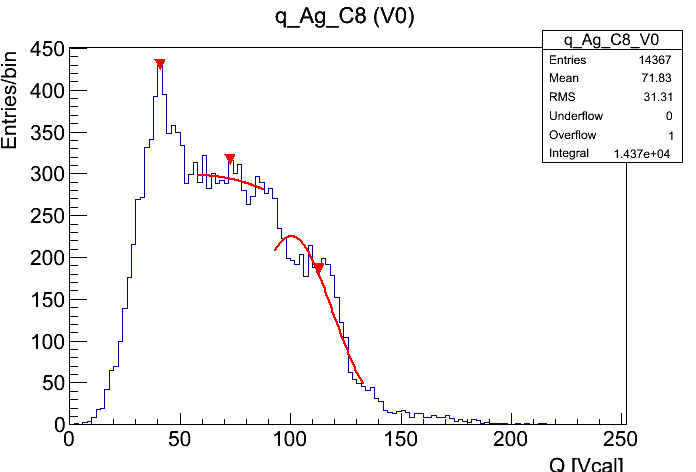 q_Ag_C8 (V0)
q_Ag_C8_V0
Entries 14367
Mean 71.83
RMS 31.31
Underflow 0
Overflow 1
Integral 1.437e+04
Entries/bin
450
400
350
300
250
200
150
100
50
0
0 50 100 150 200 250
Q [Vcal]